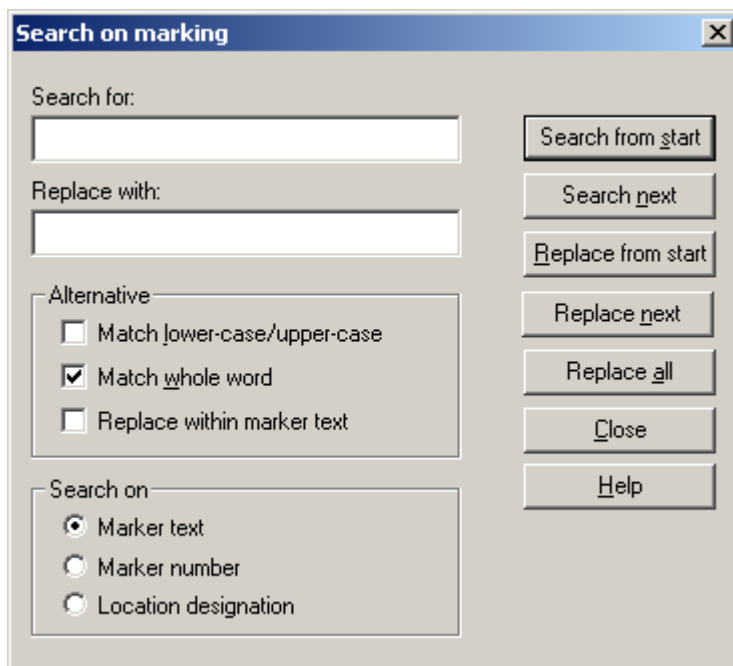 Search on marking
Search for:
Replace with:
Alternative
Match lower-case/upper-case
Match whole word
Replace within marker text
Search on
Marker text
Marker number
Location designation
Search from start
Search next
Replace from start
Replace next
Replace all
Close
Help